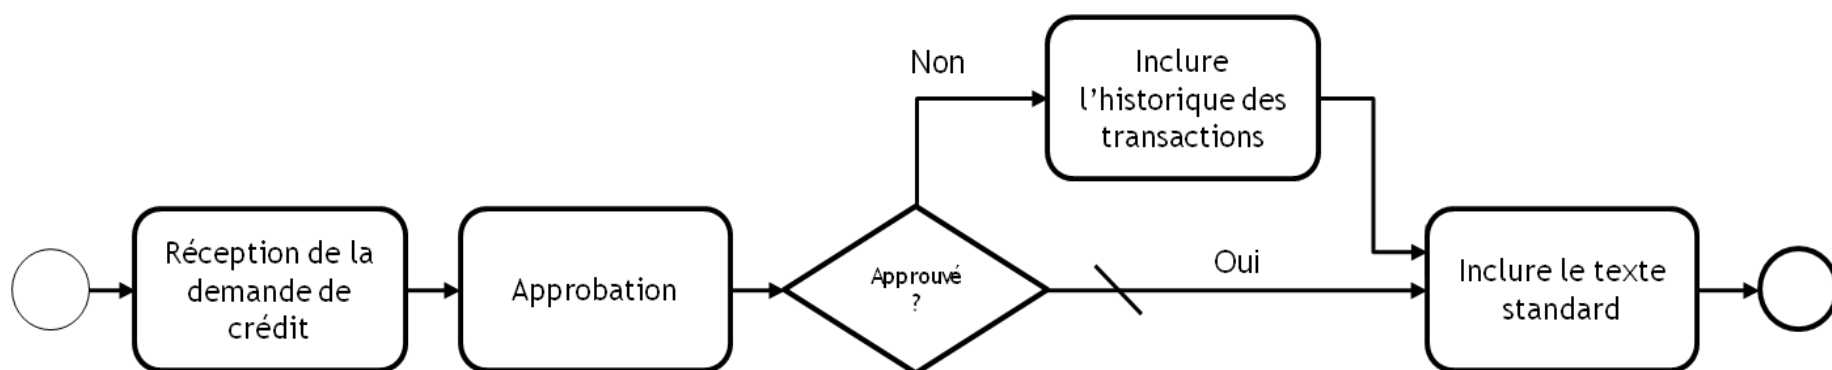 Non
Inclure
l'historique des
transactions
Réception de la
demande de
crédit
Approbation
Approuvé
?
Oui
Inclure le texte
standard